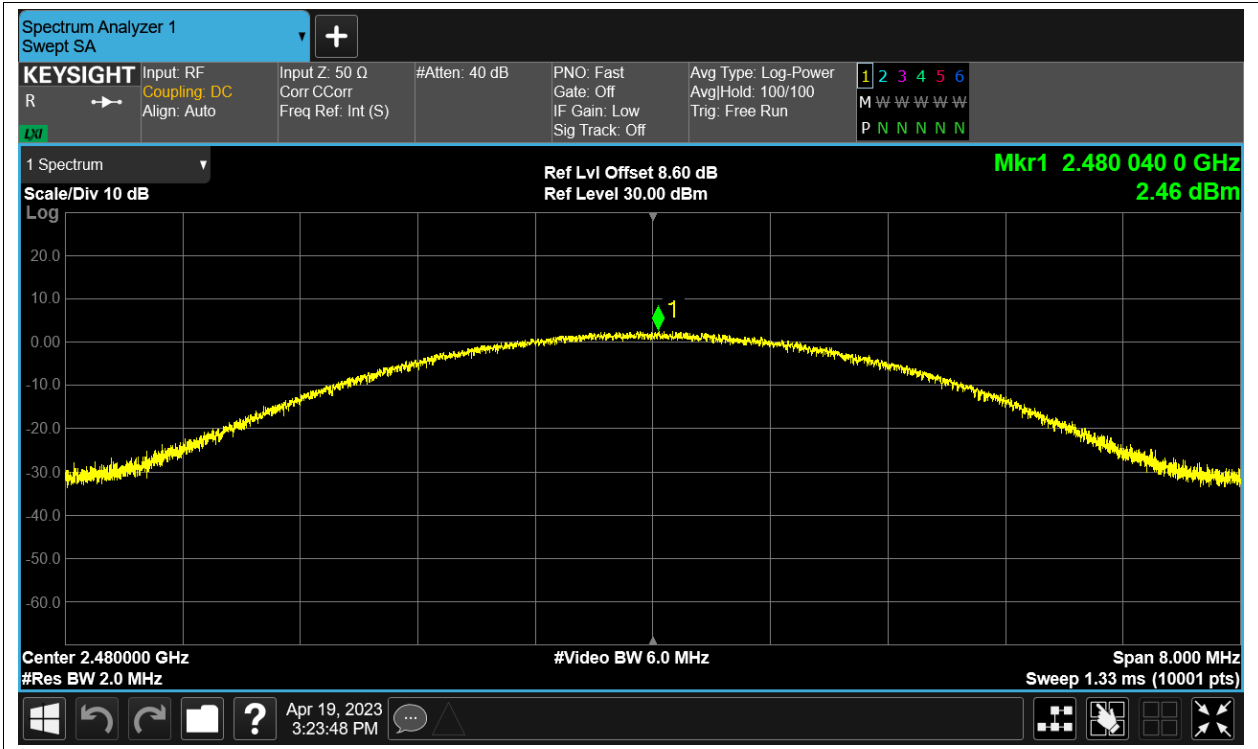 Spectrum Analyzer 1
Swept SA
KEYSIGHT
R
LXI
Input: RF
Coupling: DC
Align: Auto
Input Z: 50 Ω
Corr CCorr
Freq Ref: Int (S)
#Atten: 40 dB
PNO: Fast
Gate: Off
IF Gain: Low
Sig Track: Off
Avg Type: Log-Power
Avg|Hold: 100/100
Trig: Free Run
1 2 3 4 5 6
M W W W W W
P N N N N N
1 Spectrum
Scale/Div 10 dB
Log
Ref Lvl Offset 8.60 dB
Ref Level 30.00 dBm
Mkr1 2.480 040 0 GHz
2.46 dBm
20.0
10.0
1
0.00
-10.0
-20.0
-30.0
-40.0
-50.0
-60.0
Center 2.480000 GHz
#Video BW 6.0 MHz
Span 8.000 MHz
#Res BW 2.0 MHz
Sweep 1.33 ms (10001 pts)
?
Apr 19, 2023
3:23:48 PM